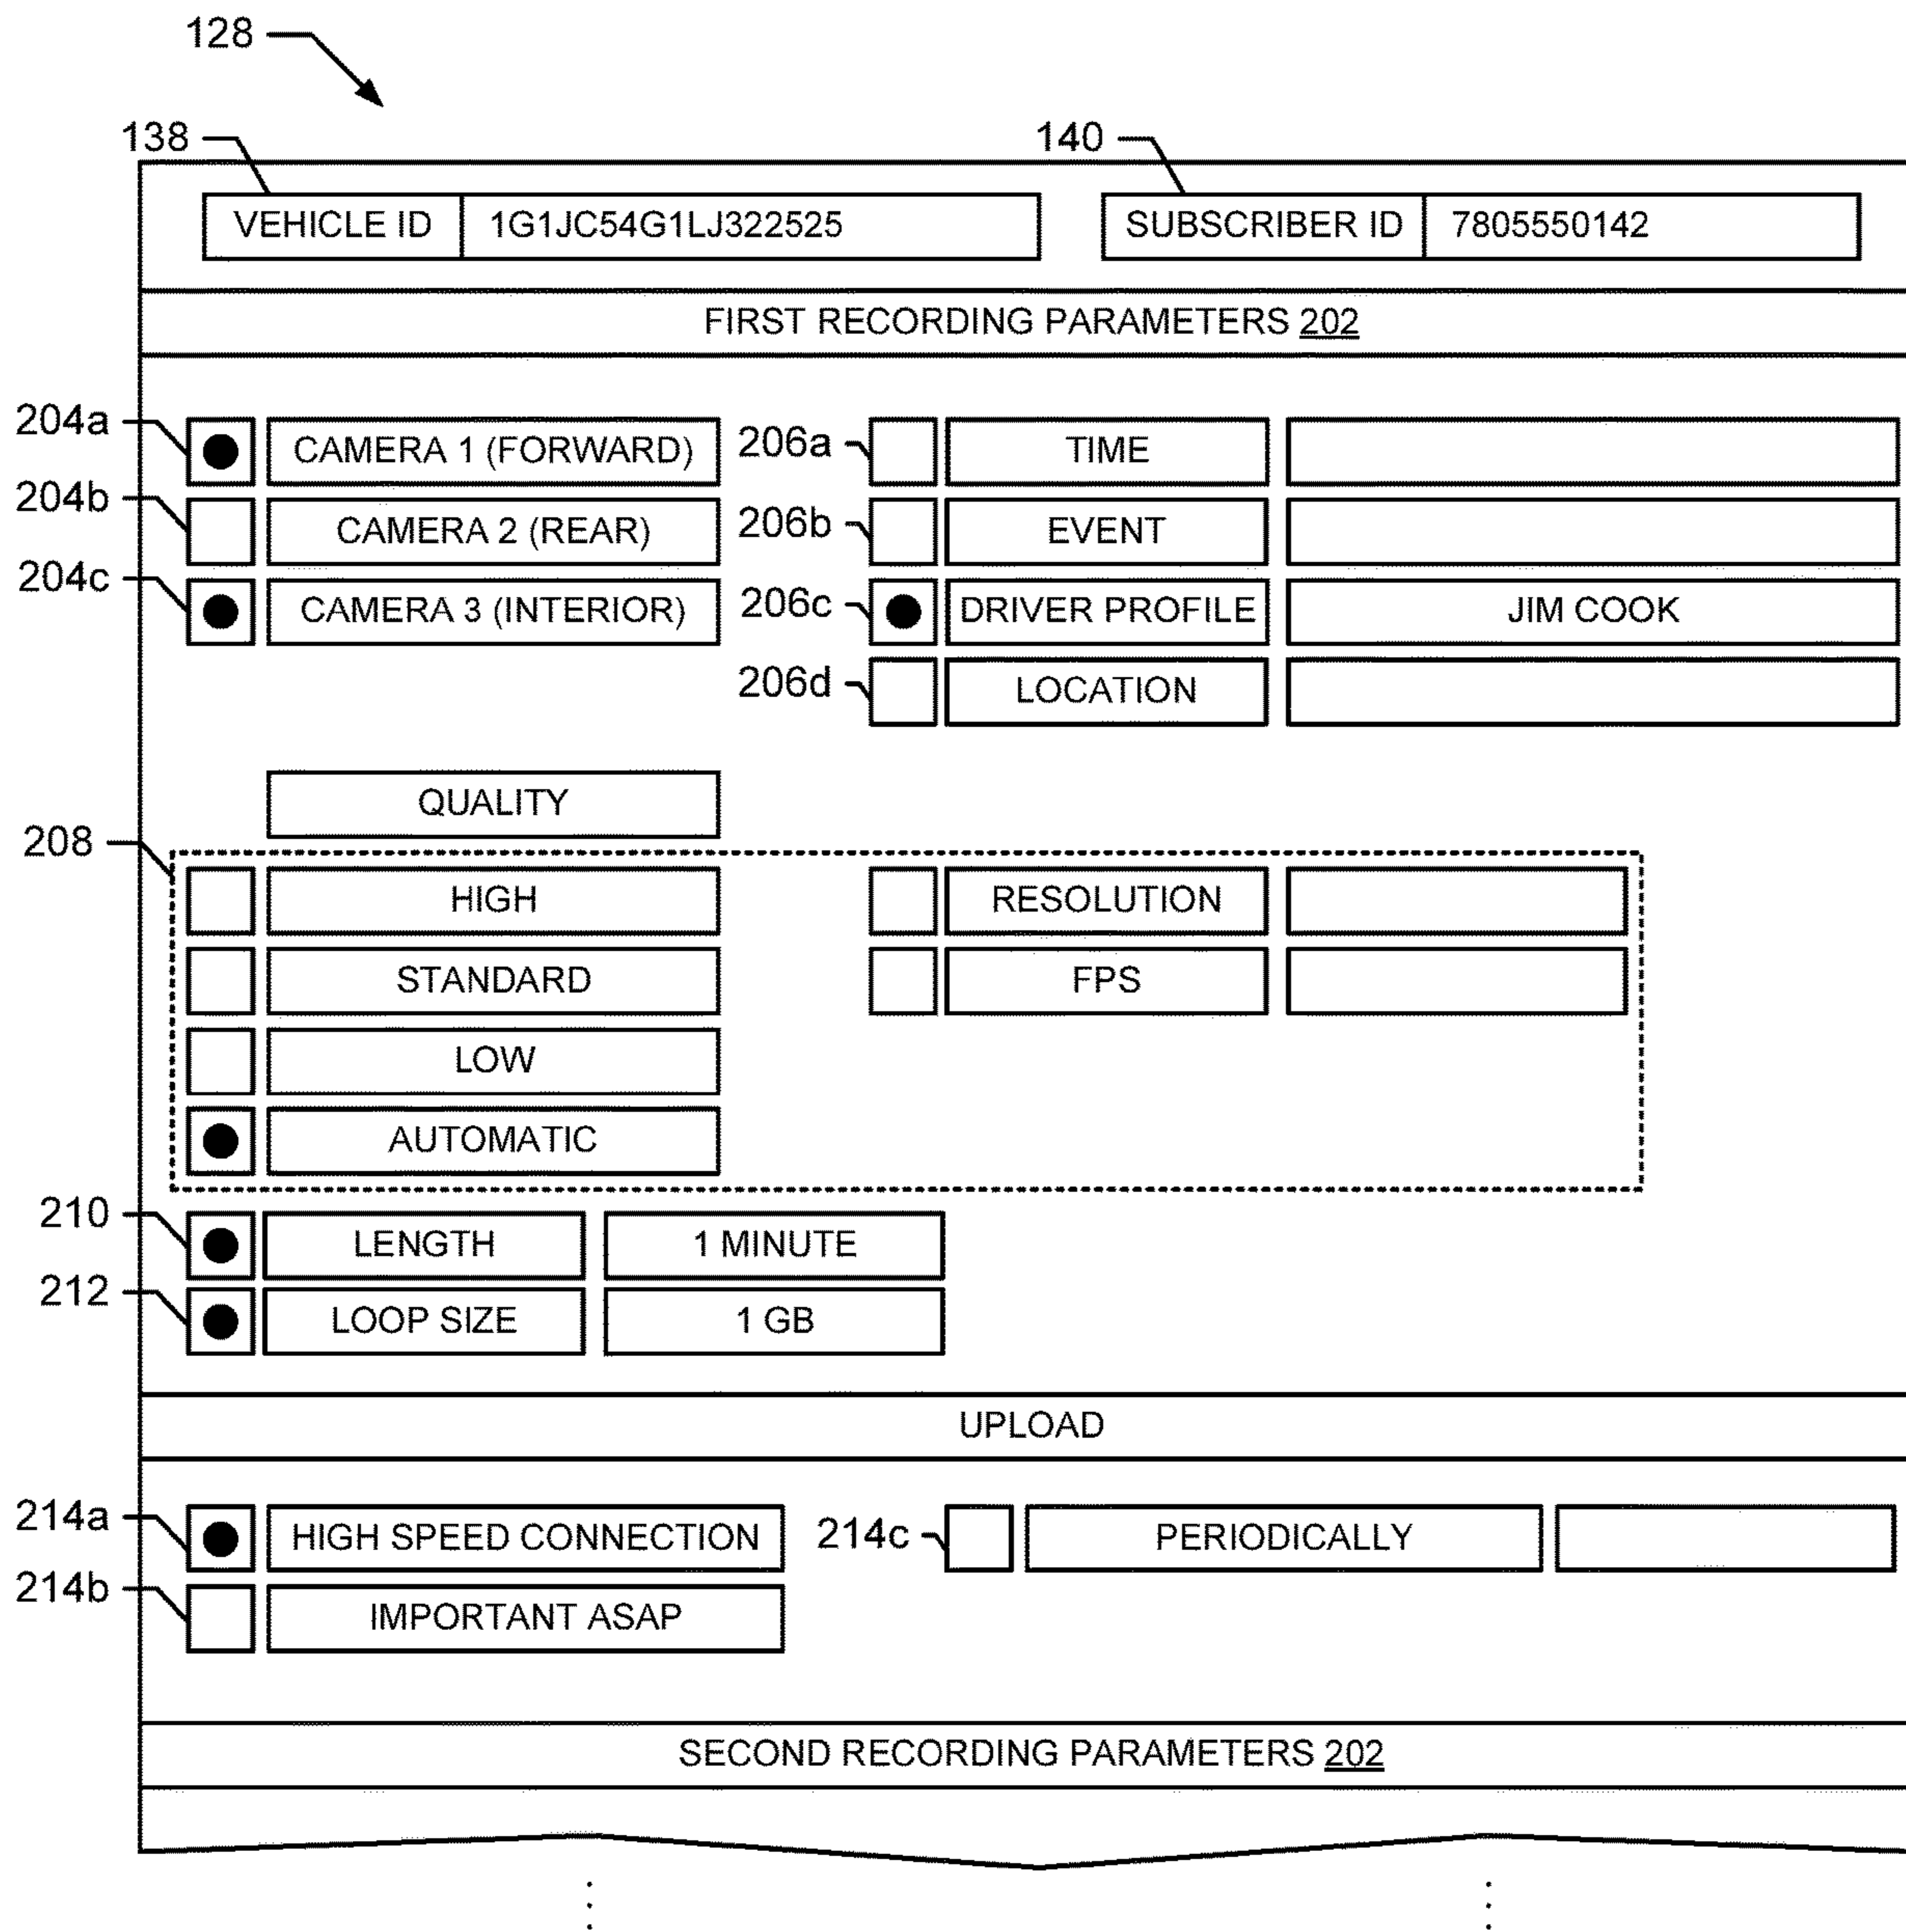 128
138 140
VEHICLE ID 1G1JC54G1LJ322525 SUBSCRIBER ID 7805550142
FIRST RECORDING PARAMETERS 202
204a CAMERA 1 (FORWARD) 206a TIME
204b CAMERA 2 (REAR) 206b EVENT
204c CAMERA 3 (INTERIOR) 206c DRIVER PROFILE JIM COOK
206d LOCATION
QUALITY
208
HIGH RESOLUTION
STANDARD FPS
LOW
AUTOMATIC
210 LENGTH 1 MINUTE
212 LOOP SIZE 1 GB
UPLOAD
214a HIGH SPEED CONNECTION 214c PERIODICALLY
214b IMPORTANT ASAP
SECOND RECORDING PARAMETERS 202